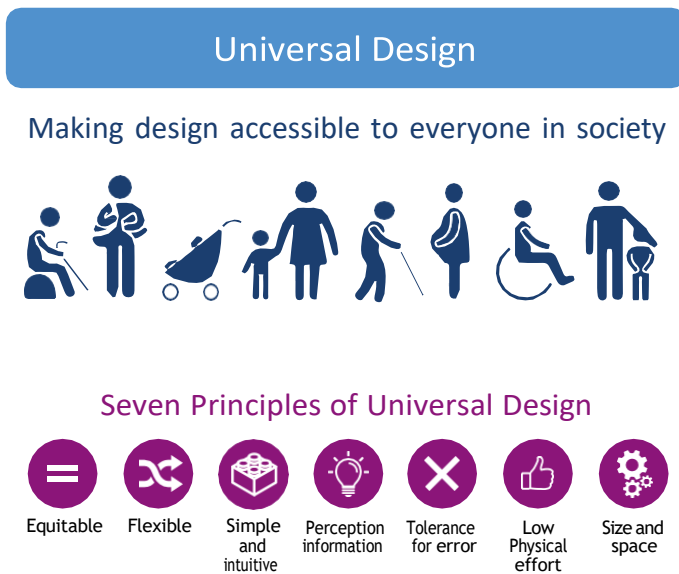 Universal Design
Making design accessible to everyone in society
Seven Principles of Universal Design
Equitable
Flexible
Simple
and
intuitive
Perception
information
Tolerance
for error
Low
Physical
effort
Size and
space